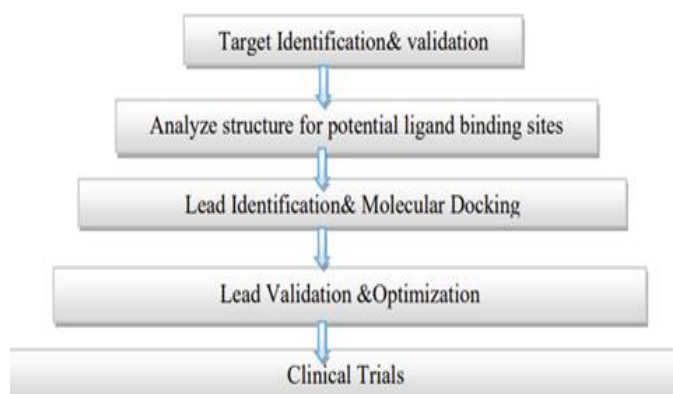 Target Identification& validation
Analyze structure for potential ligand binding sites
Lead Identification& Molecular Docking
Lead Validation &Optimization
Clinical Trials